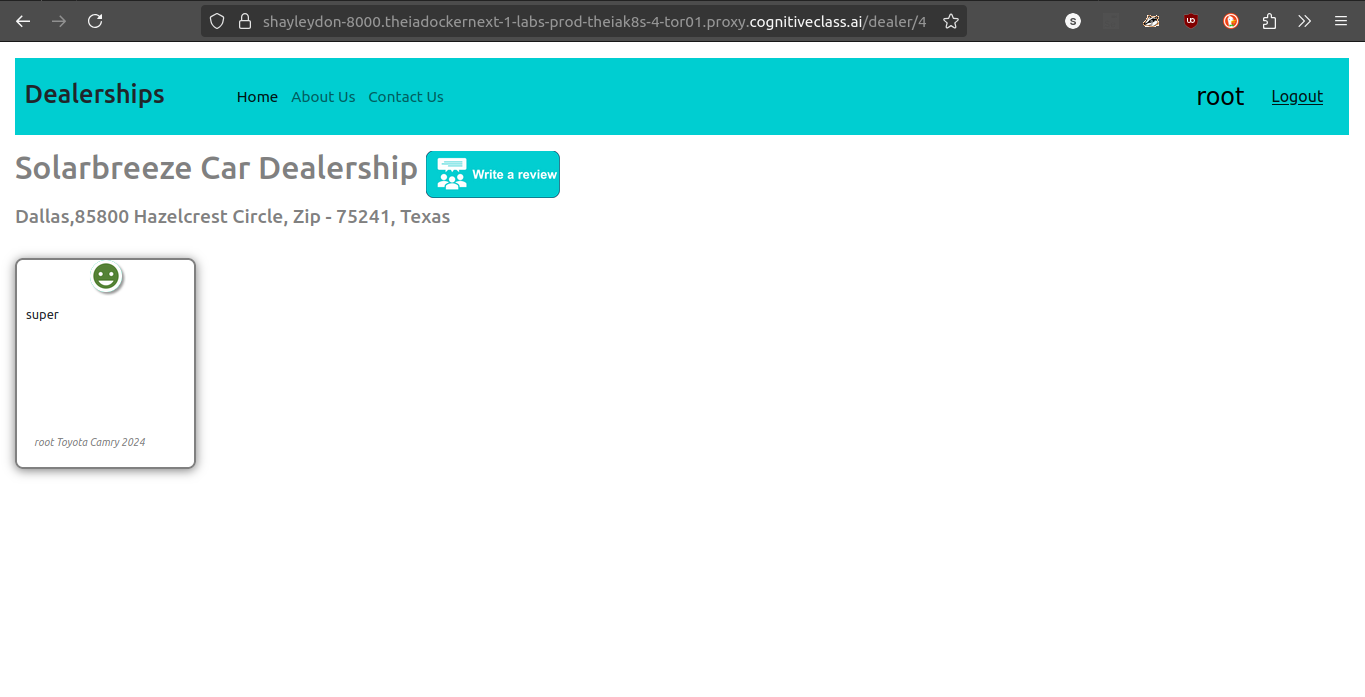 shayleydon-8000.theiadockernext-1-labs-prod-theiak8s-4-tor01.proxy.cognitiveclass.ai/dealer/4
S
UD
Dealerships
Home About Us Contact Us
root Logout
Solarbreeze Car Dealership
Write a review
Dallas,85800 Hazelcrest Circle, Zip - 75241, Texas
super
root Toyota Camry 2024